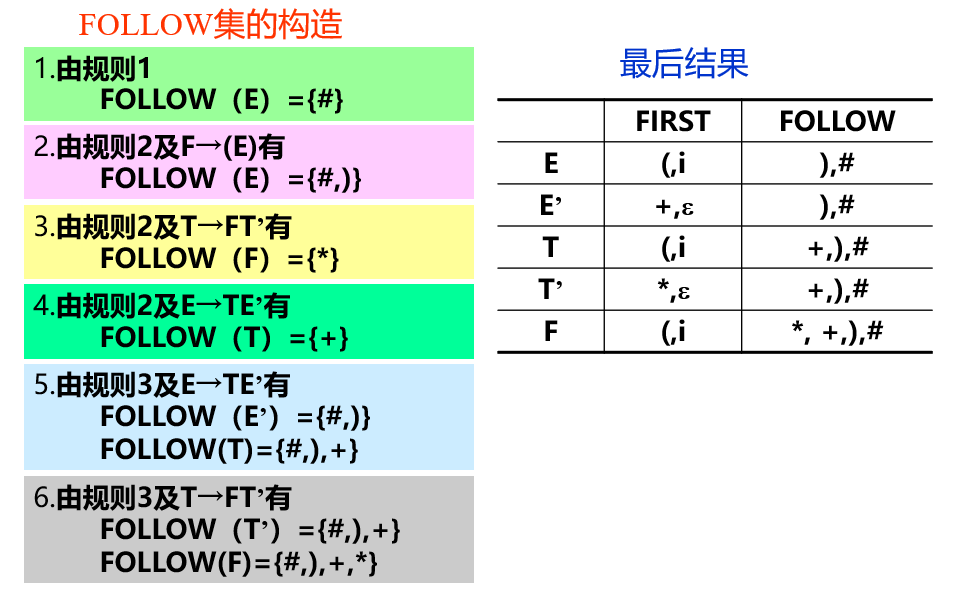 FOLLOW集的构造
1.由规则1
FOLLOW（E）={#}
2.由规则2及F→(E)有
FOLLOW（E）={#,)}
3.由规则2及T→FT’有
FOLLOW（F）={*}
4.由规则2及E→TE’有
FOLLOW（T）={+}
5.由规则3及E→TE’有
FOLLOW（E’）={#,)}
FOLLOW(T)={#,),+}
6.由规则3及T→FT’有
FOLLOW（T’）={#,),+}
FOLLOW(F)={#,),+,*}
最后结果
FIRST FOLLOW
E (,i ),#
E’ +,ε ),#
T (,i +,),#
T’ *,ε +,),#
F (,i *, +,),#